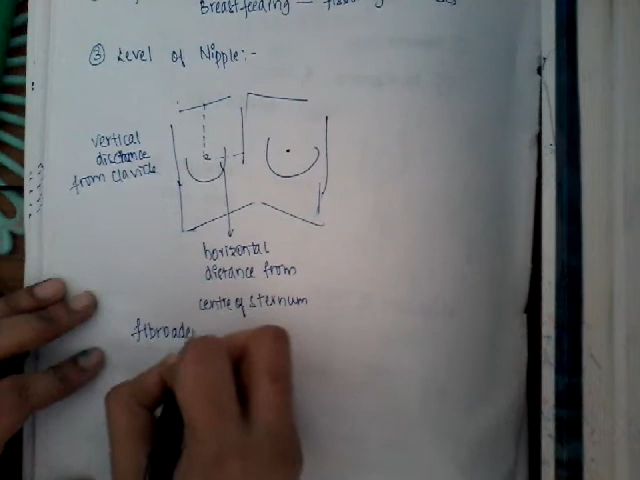 Breastfeeding —
③ Level of Nipple:-
vertical
distance
from clavicle
horizontal
distance from
centre of sternum
fibroade